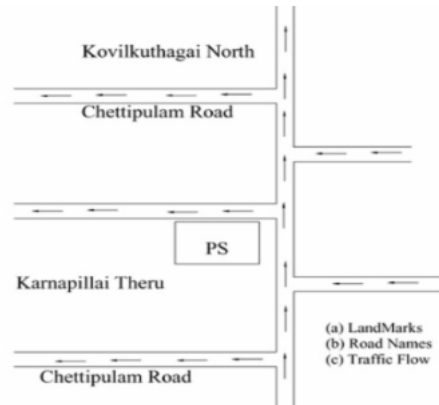 Kovilkuthagai North
Chettipulam Road
PS
Karnapillai Theru
(a) LandMarks
(b) Road Names
(c) Traffic Flow
Chettipulam Road